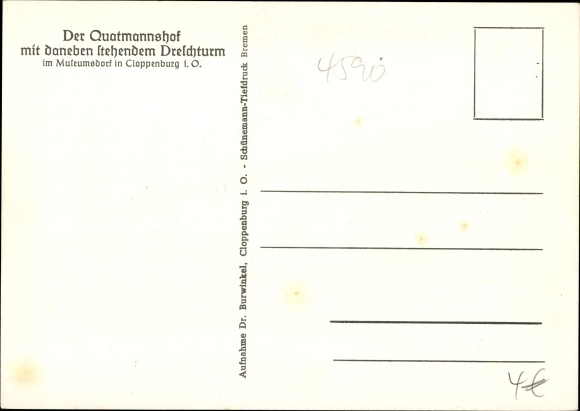 Der Quatmannshof
mit daneben ſtehendem Dreſchturm
im Muſeumsdorf in Cloppenburg i. O.
Aufnahme Dr. Burwinkel, Cloppenburg i. O. - Schünemann-Tiefdruck Bremen
4590
4€